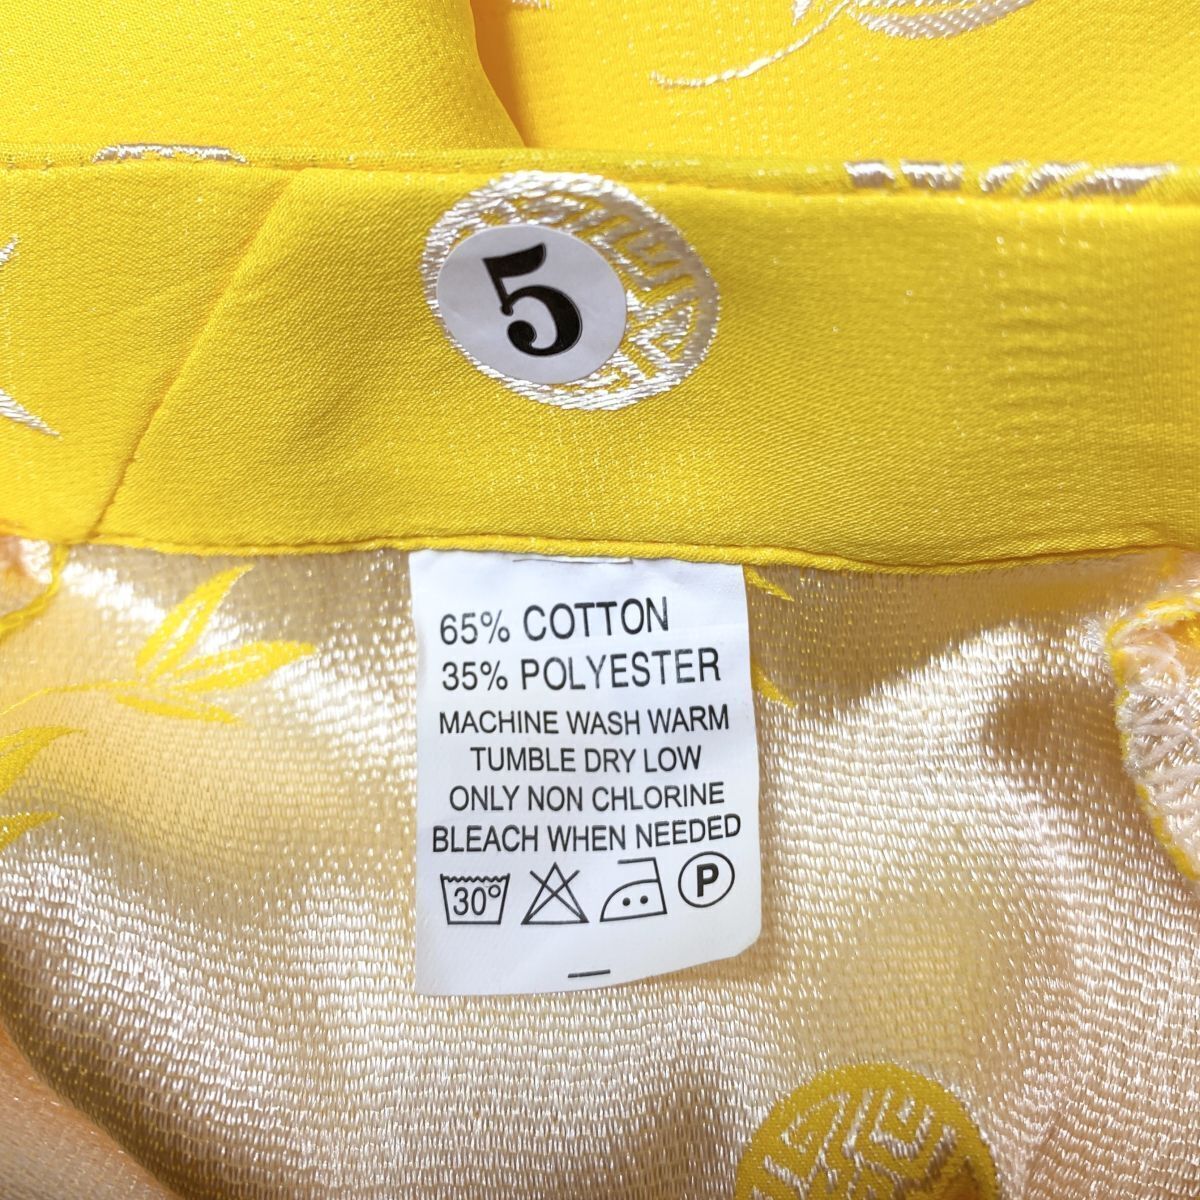 5
65% COTTON
35% POLYESTER
MACHINE WASH WARM
TUMBLE DRY LOW
ONLY NON CHLORINE
BLEACH WHEN NEEDED
30° P